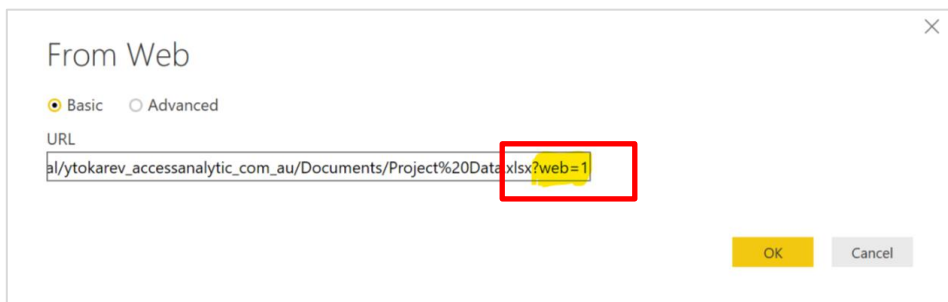 From Web
Basic Advanced
URL
al/ytokarev_accessanalytic_com_au/Documents/Project%20Data.xlsx?web=1
OK Cancel